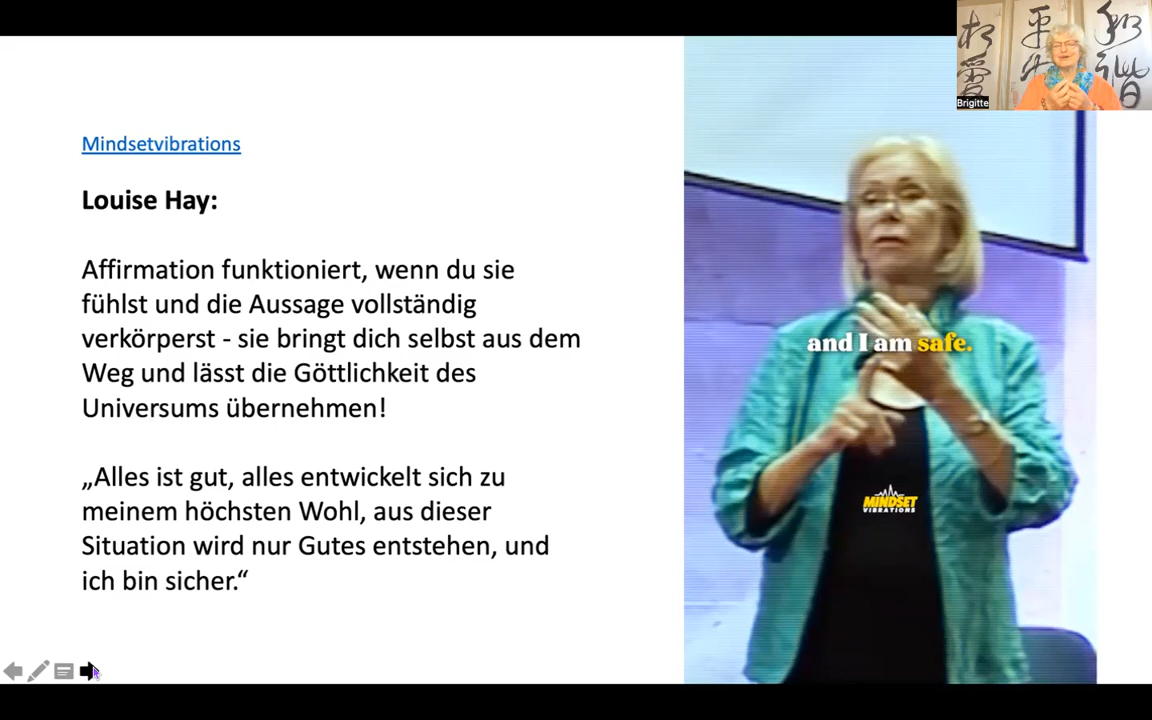 Mindsetvibrations
Louise Hay:
Affirmation funktioniert, wenn du sie
fühlst und die Aussage vollständig
verkörperst - sie bringt dich selbst aus dem
Weg und lässt die Göttlichkeit des
Universums übernehmen!
„Alles ist gut, alles entwickelt sich zu
meinem höchsten Wohl, aus dieser
Situation wird nur Gutes entstehen, und
ich bin sicher.“
and I am safe.
MINDSET
VIBRATIONS
Brigitte